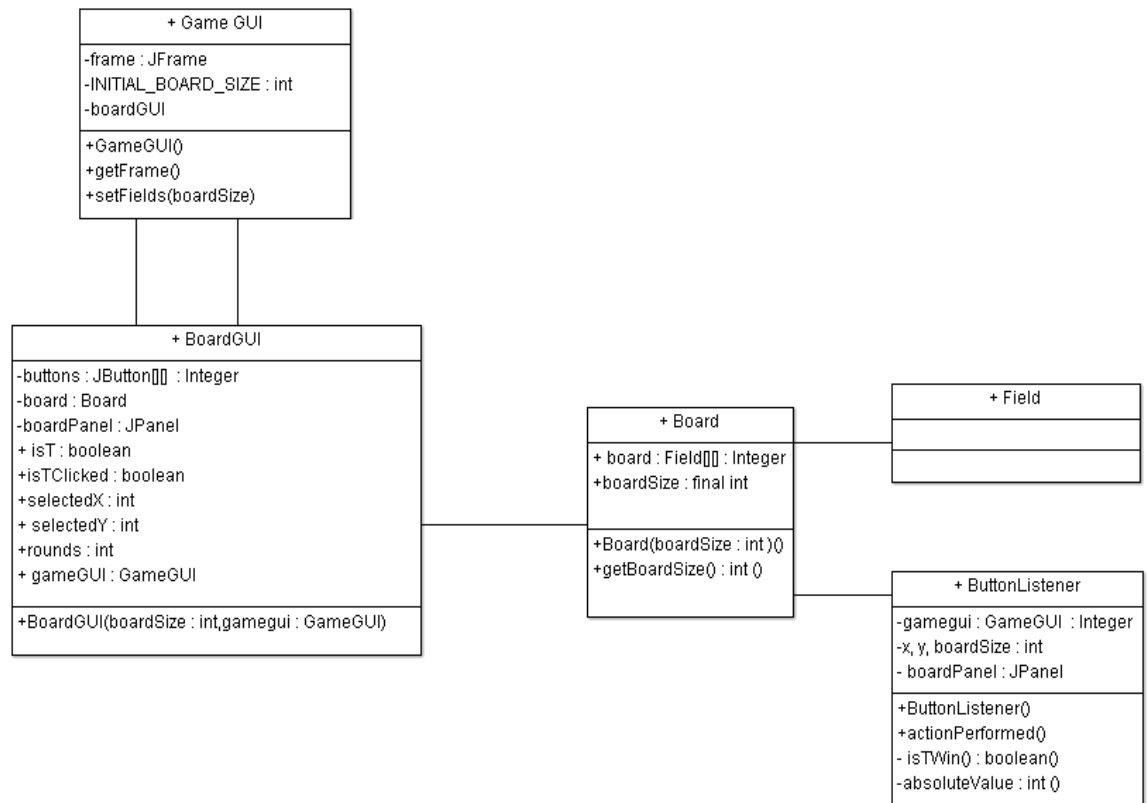 + Game GUI
-frame : JFrame
-INITIAL_BOARD_SIZE : int
-boardGUI
+GameGUI()
+getFrame()
+setFields(boardSize)
+ BoardGUI
-buttons : JButton[][] : Integer
-board : Board
-boardPanel : JPanel
+ isT : boolean
+isTClicked : boolean
+selectedX : int
+ selectedY : int
+rounds : int
+ gameGUI : GameGUI
+BoardGUI(boardSize : int,gamegui : GameGUI)
+ Board
+ board : Field[][] : Integer
+boardSize : final int
+Board(boardSize : int )()
+getBoardSize() : int ()
+ Field
+ ButtonListener
-gamegui : GameGUI : Integer
-x, y, boardSize : int
- boardPanel : JPanel
+ButtonListener()
+actionPerformed()
- isTWin() : boolean()
-absoluteValue : int ()